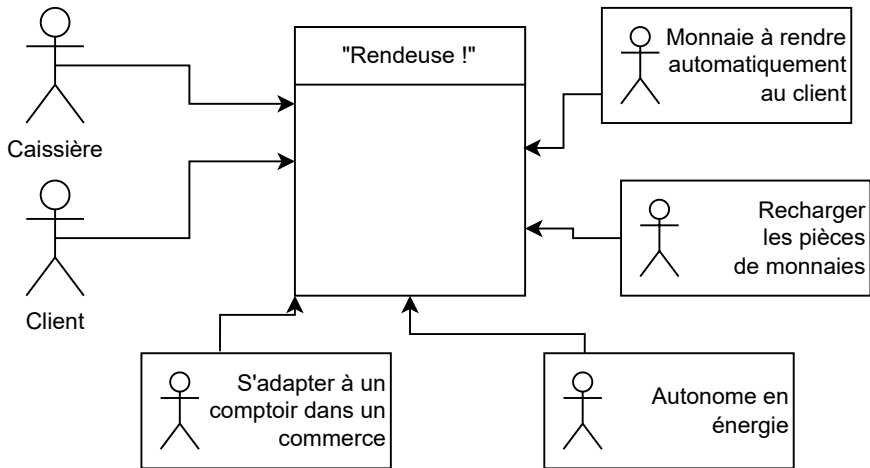 "Rendeuse !"
Monnaie à rendre
automatiquement
au client
Caissière
Recharger
les pièces
de monnaies
Client
S'adapter à un
comptoir dans un
commerce
Autonome en
énergie